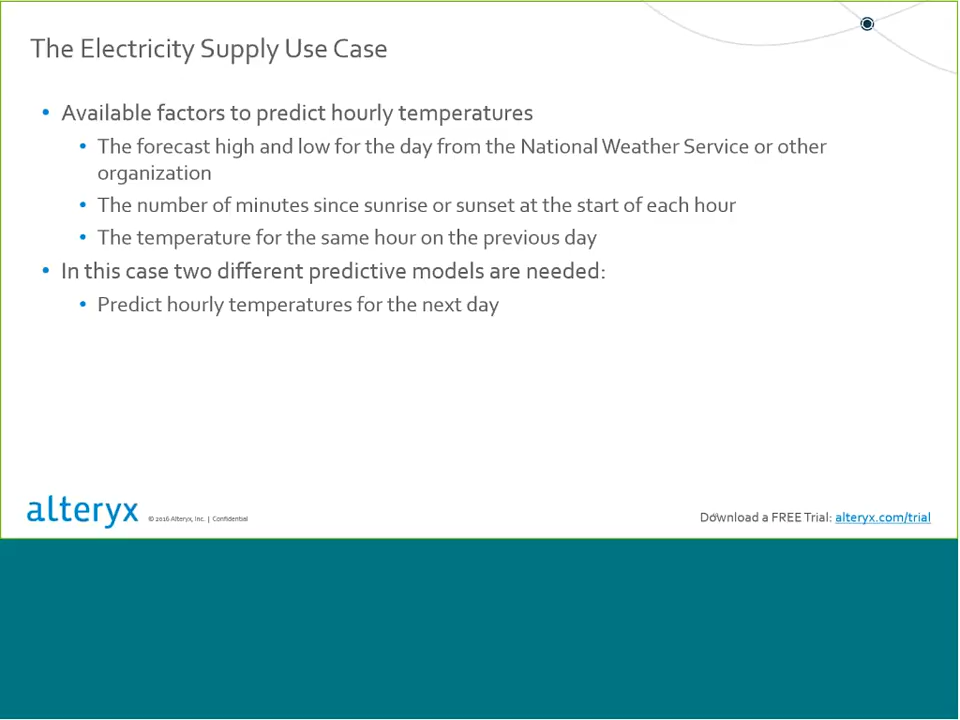 The Electricity Supply Use Case
• Available factors to predict hourly temperatures
• The forecast high and low for the day from the National Weather Service or other
organization
• The number of minutes since sunrise or sunset at the start of each hour
• The temperature for the same hour on the previous day
• In this case two different predictive models are needed:
• Predict hourly temperatures for the next day
alteryx © 2016 Alteryx, Inc. | Confidential
Download a FREE Trial: alteryx.com/trial